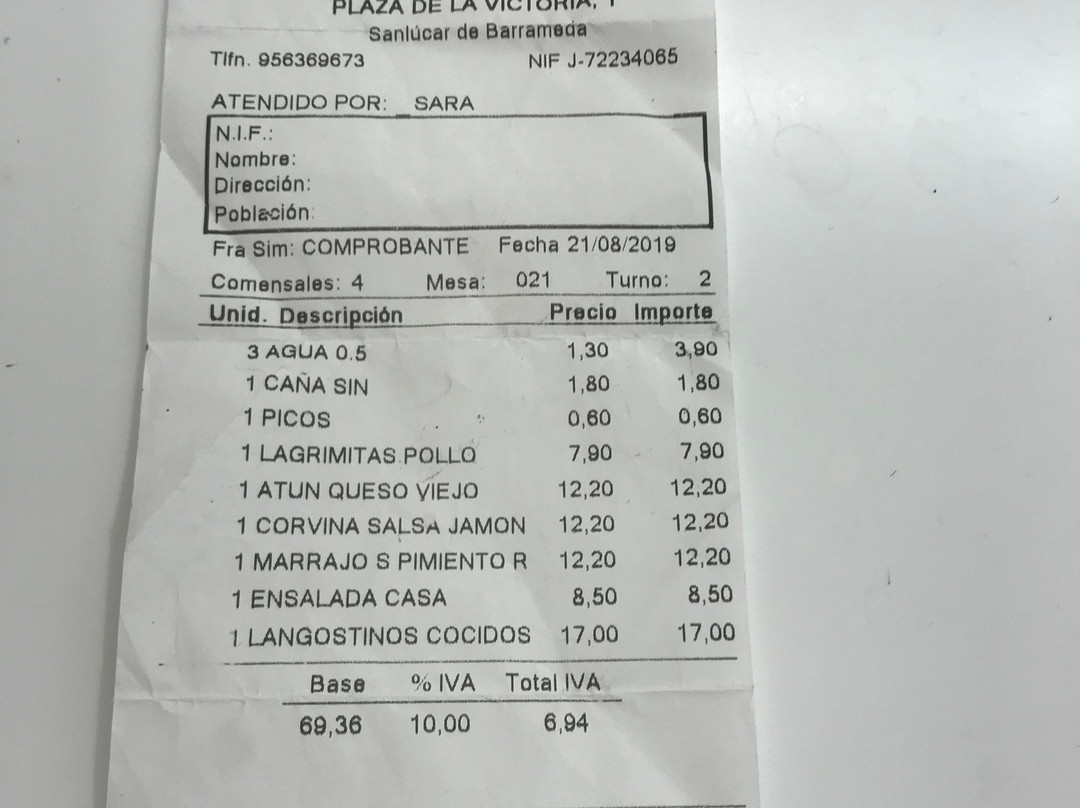 PLAZA DE LA VICTORIA, 1
Sanlúcar de Barrameda
Tlfn. 956369673 NIF J-72234065
ATENDIDO POR: SARA
N.I.F.:
Nombre:
Dirección:
Población:
Fra Sim: COMPROBANTE Fecha 21/08/2019
Comensales: 4 Mesa: 021 Turno: 2
Unid. Descripción Precio Importe
3 AGUA 0.5 1,30 3,90
1 CAÑA SIN 1,80 1,80
1 PICOS 0,60 0,60
1 LAGRIMITAS POLLO 7,90 7,90
1 ATUN QUESO VIEJO 12,20 12,20
1 CORVINA SALSA JAMON 12,20 12,20
1 MARRAJO S PIMIENTO R 12,20 12,20
1 ENSALADA CASA 8,50 8,50
1 LANGOSTINOS COCIDOS 17,00 17,00
Base % IVA Total IVA
69,36 10,00 6,94